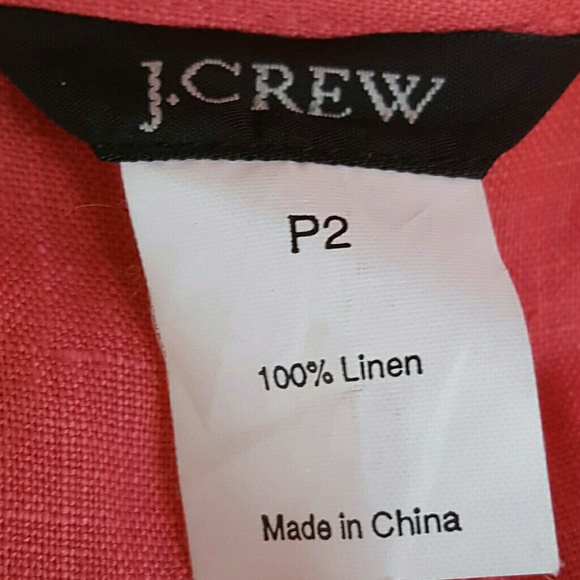 J.CREW
P2
100% Linen
Made in China